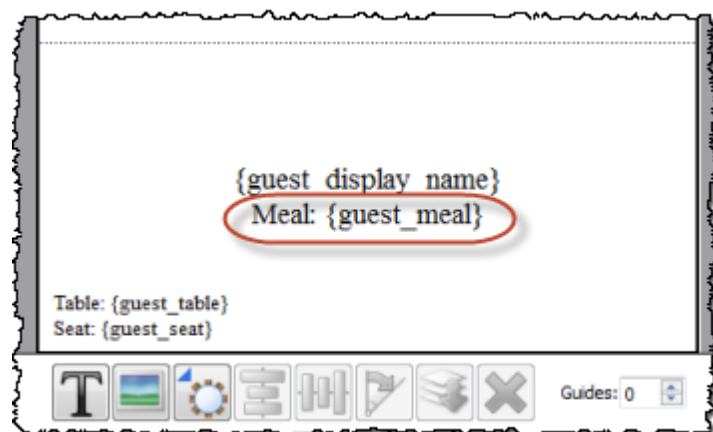 {guest_display_name}
Meal: {guest_meal}
Table: {guest_table}
Seat: {guest_seat}
T
Guides: 0